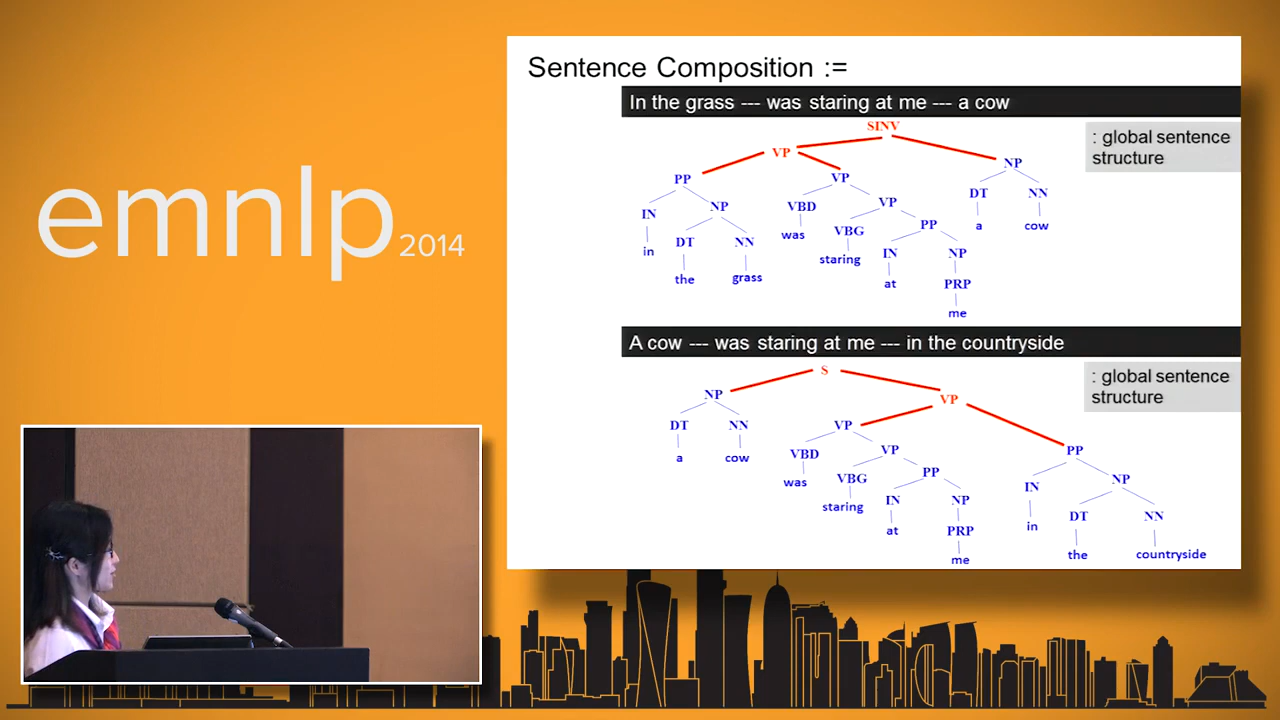 emnlp 2014
Sentence Composition :=
In the grass --- was staring at me --- a cow
: global sentence
structure
SINV
VP
NP
PP
VP
DT
NN
IN
NP
VBD
VP
a
cow
in
DT
NN
was
VBG
PP
the
grass
staring
IN
NP
at
PRP
me
A cow --- was staring at me --- in the countryside
: global sentence
structure
S
NP
VP
DT
NN
VP
PP
a
cow
VBD
VP
IN
NP
was
VBG
PP
in
DT
NN
staring
IN
NP
the
countryside
at
PRP
me